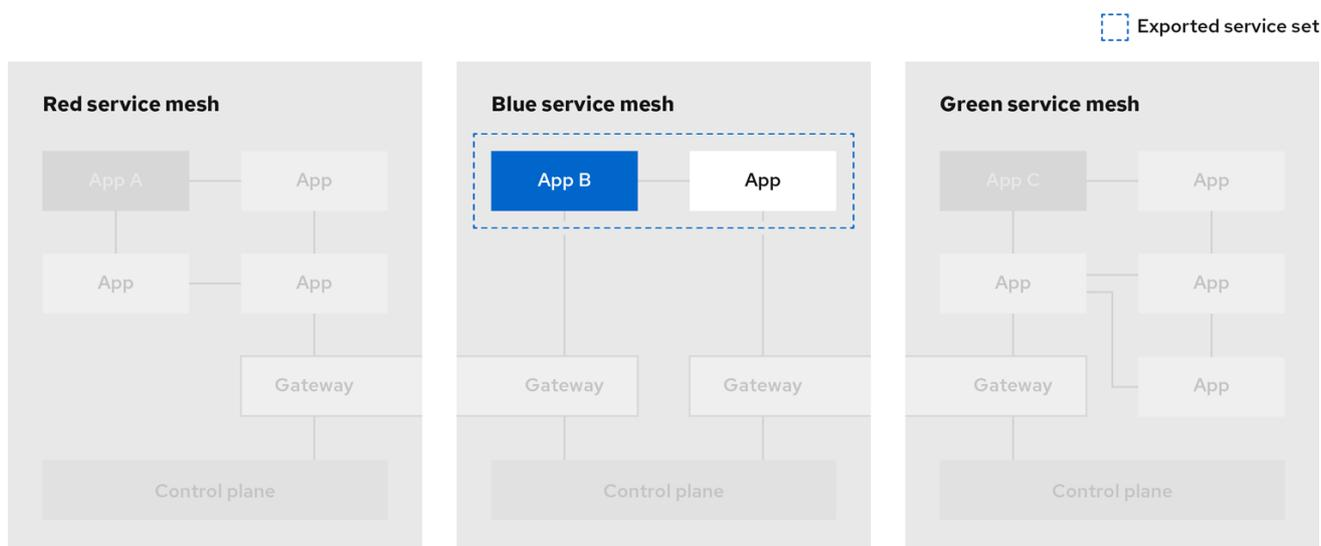 Exported service set
Red service mesh
Blue service mesh
Green service mesh
App A
App
App B
App
App C
App
App
App
App
App
Gateway
Gateway
Gateway
Gateway
App
Control plane
Control plane
Control plane